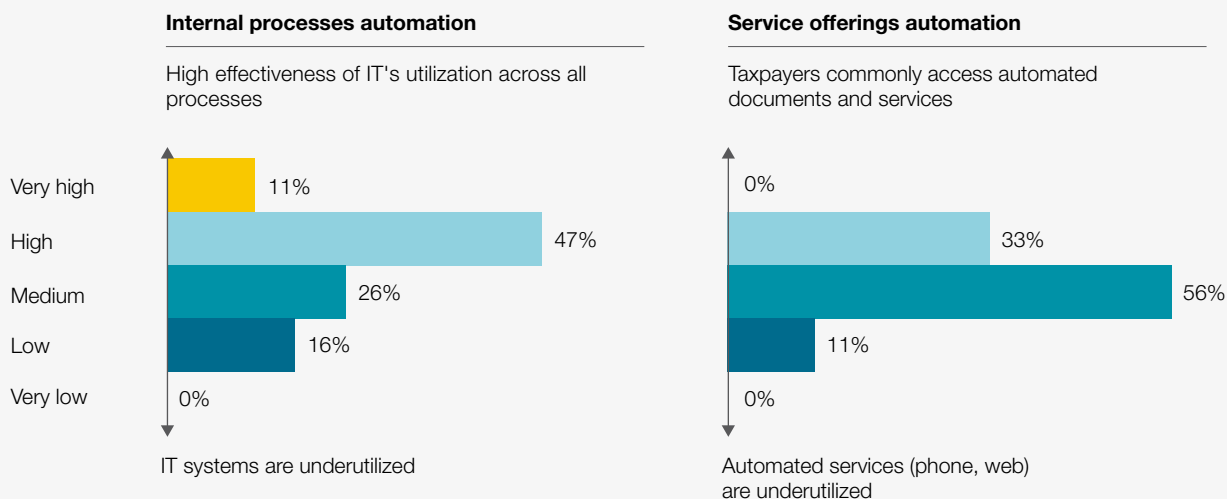 Internal processes automation
High effectiveness of IT's utilization across all
processes
Very high
11%
High
47%
Medium
26%
Low
16%
Very low
0%
IT systems are underutilized
Service offerings automation
Taxpayers commonly access automated
documents and services
0%
33%
56%
11%
0%
Automated services (phone, web)
are underutilized